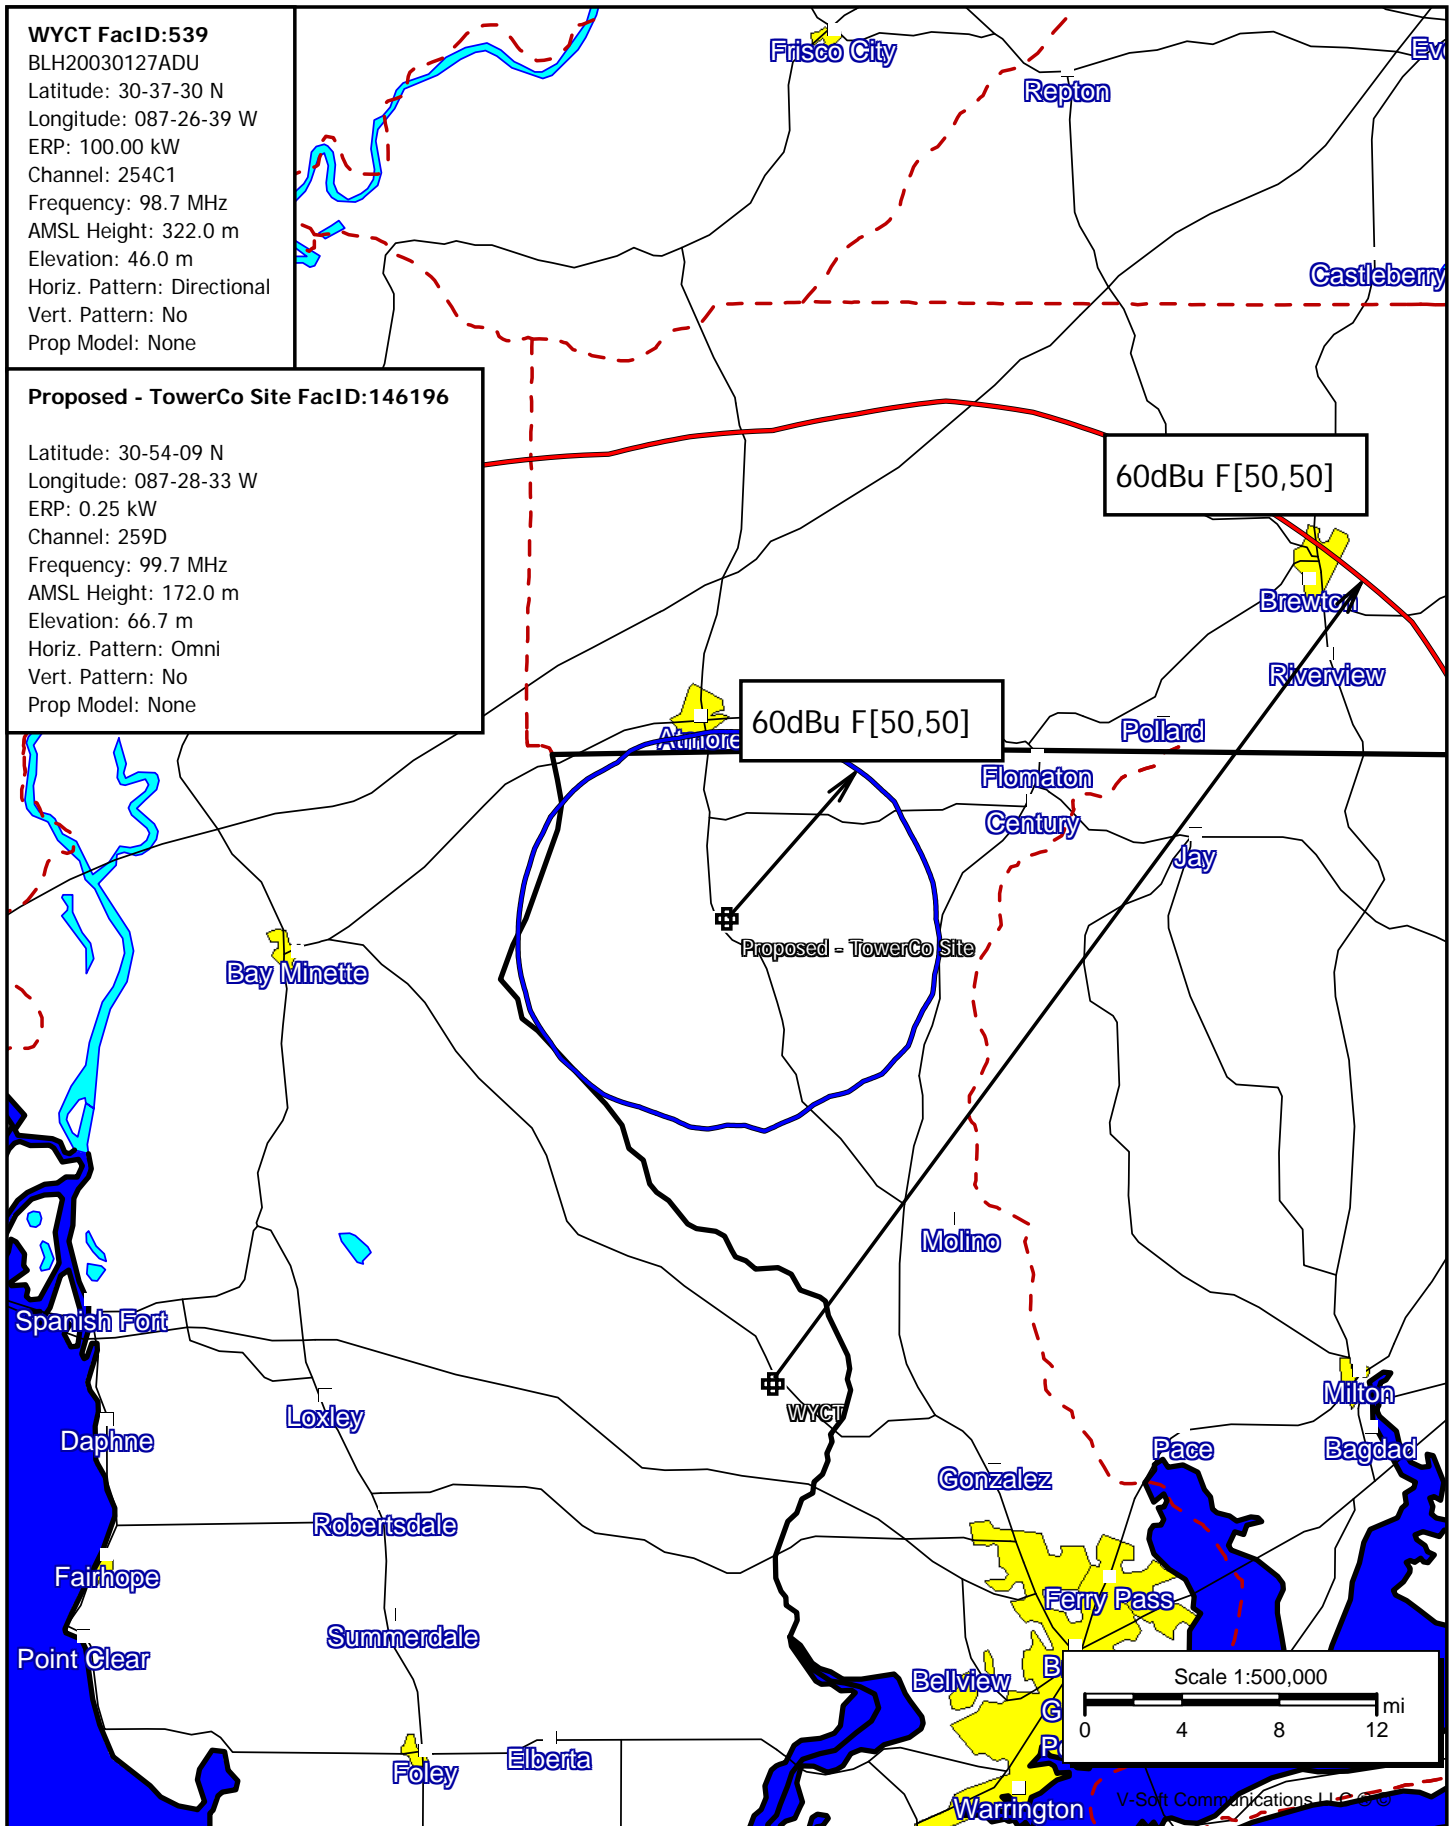 WYCT FacID:539
BLH20030127ADU
Latitude: 30-37-30 N
Longitude: 087-26-39 W
ERP: 100.00 kW
Channel: 254C1
Frequency: 98.7 MHz
AMSL Height: 322.0 m
Elevation: 46.0 m
Horiz. Pattern: Directional
Vert. Pattern: No
Prop Model: None
Proposed - TowerCo Site FacID:146196
Latitude: 30-54-09 N
Longitude: 087-28-33 W
ERP: 0.25 kW
Channel: 259D
Frequency: 99.7 MHz
AMSL Height: 172.0 m
Elevation: 66.7 m
Horiz. Pattern: Omni
Vert. Pattern: No
Prop Model: None
Frisco City
Repton
Castleberry
60dBu F[50,50]
Brewton
Riverview
Pollard
Atmore
60dBu F[50,50]
Flomaton
Century
Jay
Proposed - TowerCo Site
Bay Minette
Molino
Spanish Fort
Loxley
Daphne
WYCT
Milton
Bagdad
Pace
Gonzalez
Robertsdale
Fairhope
Ferry Pass
Summerdale
Point Clear
Bellview
B
G
Foley
Elberta
Warrington
Scale 1:500,000
mi
0 4 8 12
V-Soft Communications LLC ® ©